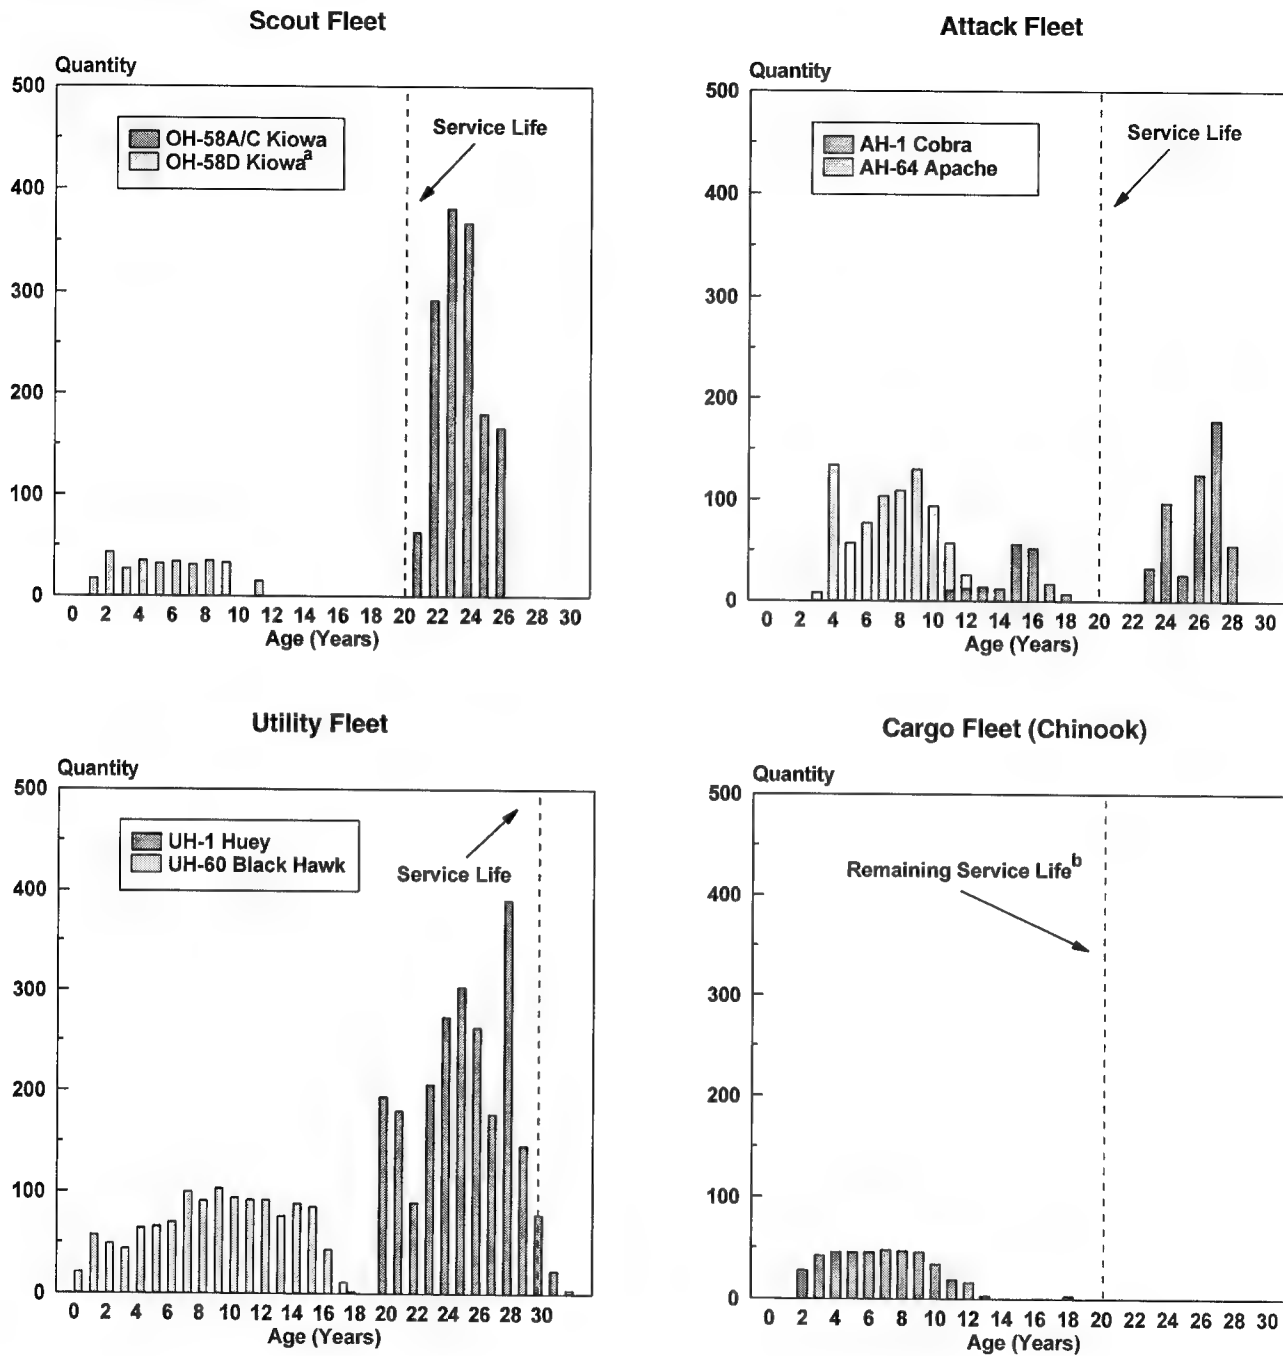 Scout Fleet
Quantity
500
400
300
200
100
0
OH-58A/C Kiowa
OH-58D Kiowa a
Service Life
0 2 4 6 8 10 12 14 16 18 20 22 24 26 28 30
Age (Years)
Attack Fleet
Quantity
500
400
300
200
100
0
AH-1 Cobra
AH-64 Apache
Service Life
0 2 4 6 8 10 12 14 16 18 20 22 24 26 28 30
Age (Years)
Utility Fleet
Quantity
500
400
300
200
100
0
UH-1 Huey
UH-60 Black Hawk
Service Life
0 2 4 6 8 10 12 14 16 18 20 22 24 26 28 30
Age (Years)
Cargo Fleet (Chinook)
Quantity
500
400
300
200
100
0
Remaining Service Life b
0 2 4 6 8 10 12 14 16 18 20 22 24 26 28 30
Age (Years)